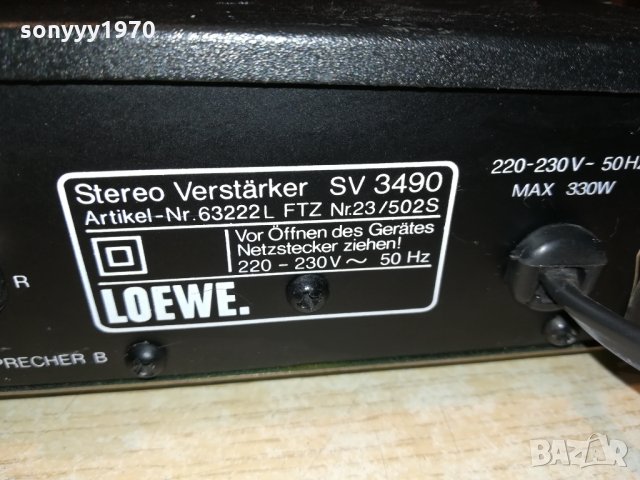 sonyyy1970
220-230V~ 50Hz
MAX 330W
Stereo Verstärker SV 3490
Artikel-Nr. 63222L FTZ Nr.23/502S
Vor Öffnen des Gerätes
Netzstecker ziehen!
220 - 230V ~ 50 Hz
LOEWE.
R
PRECHER B
BAZAR